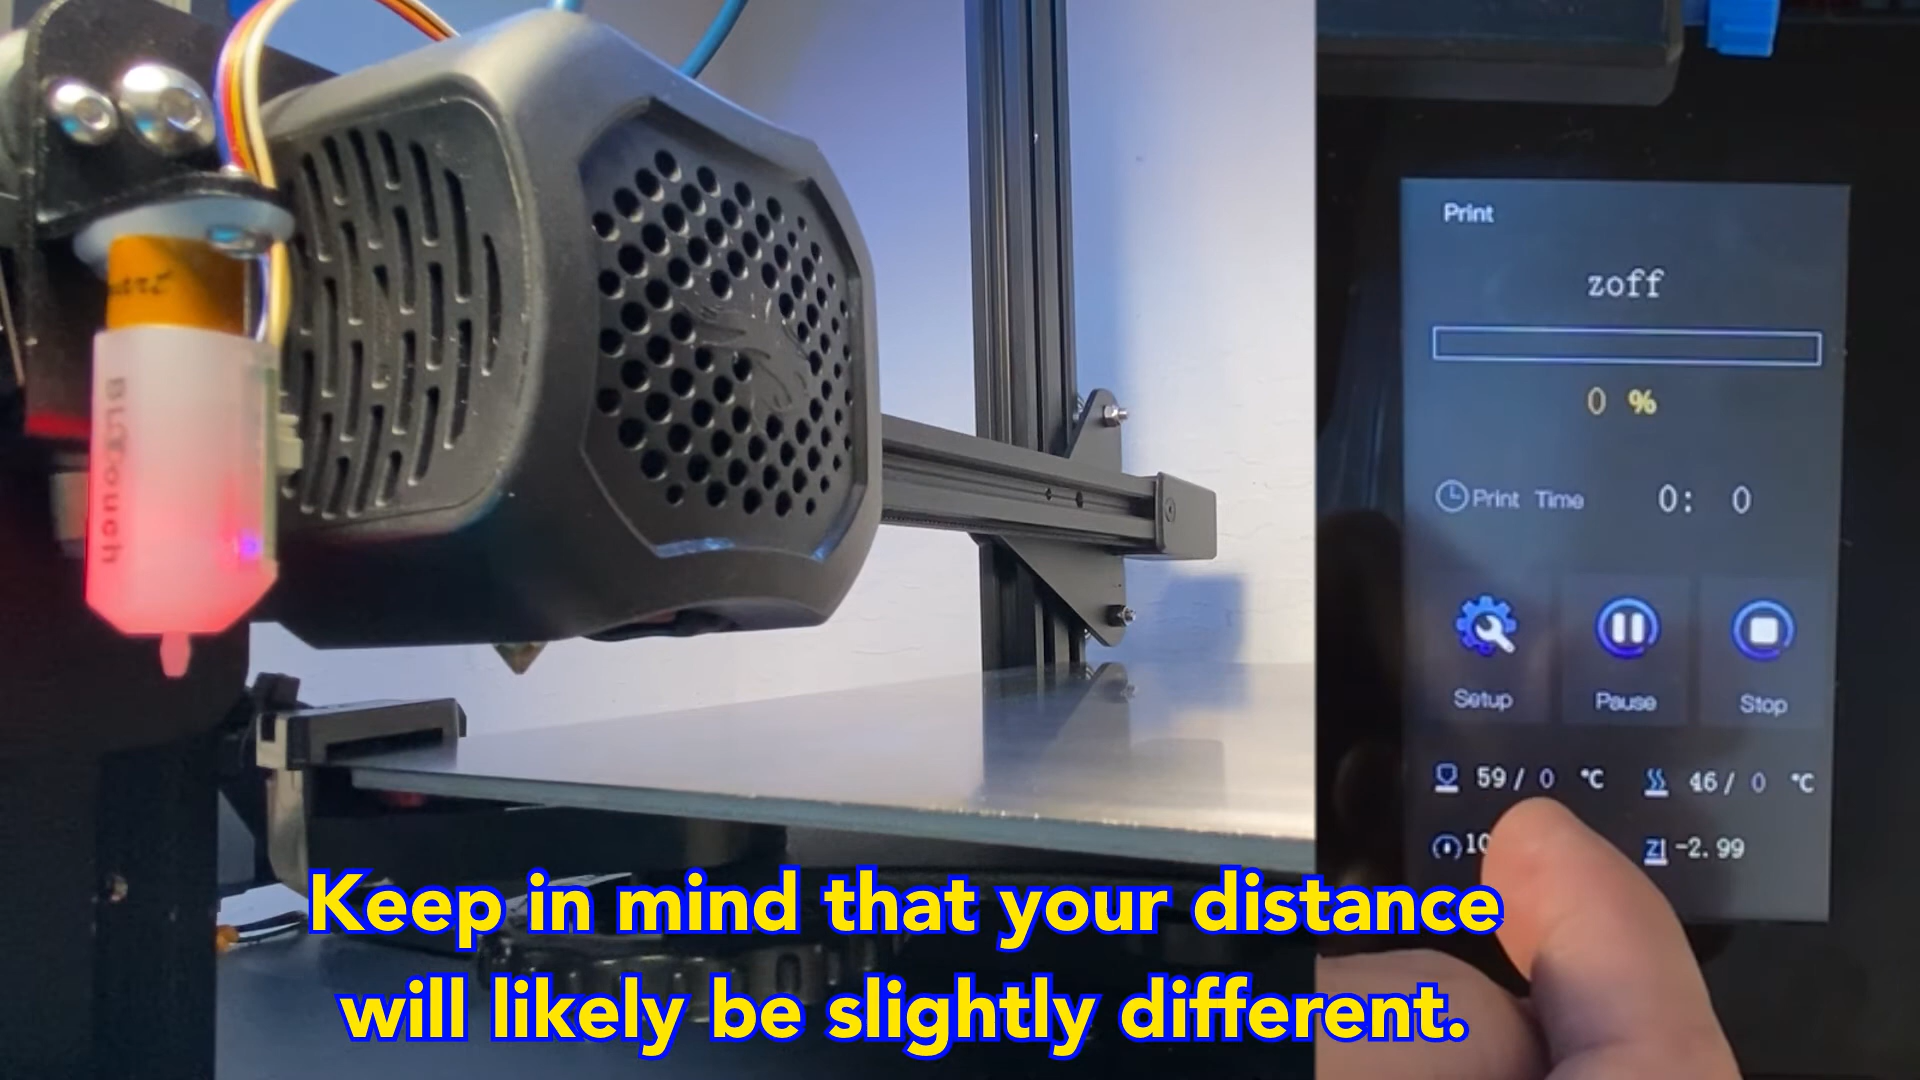 BLTouch
Print
zoff
0 %
Print Time 0: 0
Setup Pause Stop
59/ 0 °C 46/ 0 °C
-2.99
Keep in mind that your distance
will likely be slightly different.